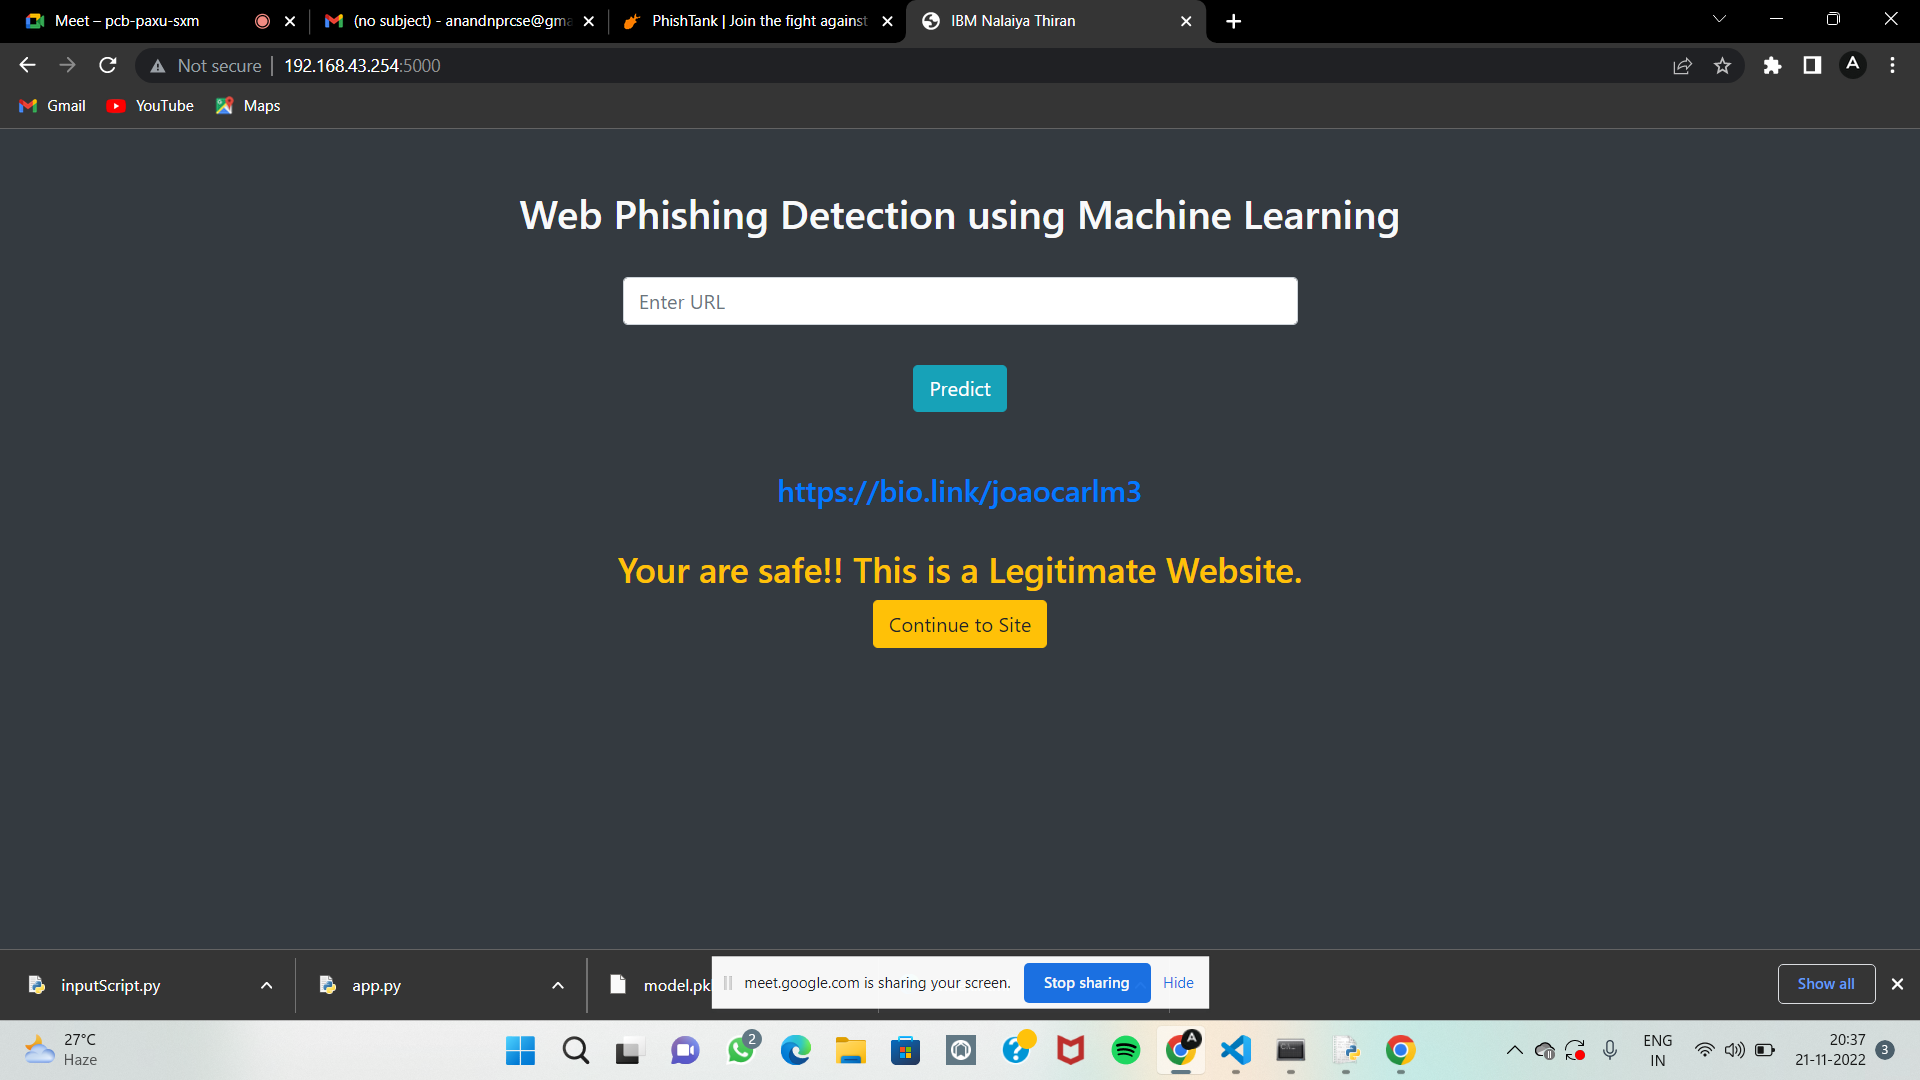 Meet – pcb-paxu-sxm
(no subject) - anandnprcse@gma
PhishTank | Join the fight against
IBM Nalaiya Thiran
Not secure
192.168.43.254:5000
A
Gmail
YouTube
Maps
Web Phishing Detection using Machine Learning
Enter URL
Predict
https://bio.link/joaocarlm3
Your are safe!! This is a Legitimate Website.
Continue to Site
inputScript.py
app.py
model.pk
meet.google.com is sharing your screen.
Stop sharing
Hide
Show all
27°C
Haze
2
A
ENG
IN
20:37
21-11-2022
3